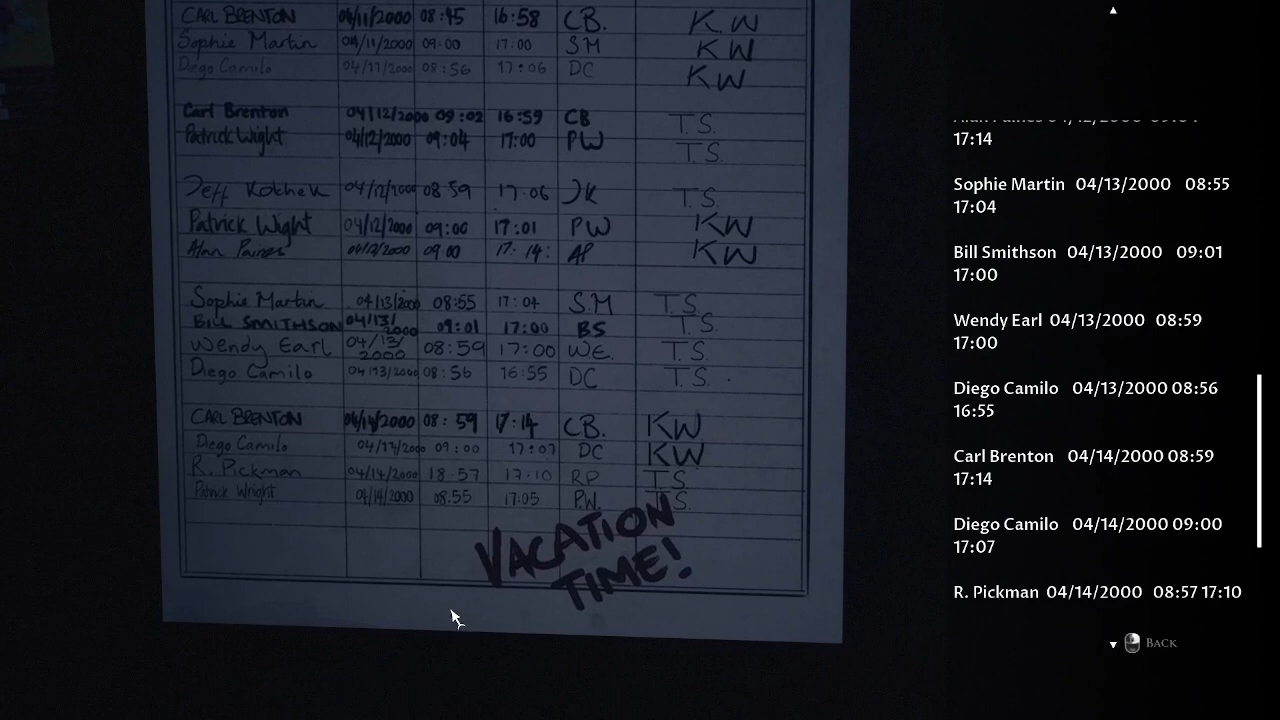 CARL BRENTON 04/11/2000 08:45 16:58 CB. K.W
Sophie Martin 04/11/2000 09:00 17:00 SM KW
Diego Camilo 04/17/2000 08:56 17:06 DC KW
Carl Brenton 04/12/2000 09:02 16:59 CB T.S.
Patrick Wight 04/12/2000 09:04 17:00 PW T.S.
Jeff Kothek 04/12/2000 08 59 17.06 JK T.S.
Patrick Wight 04/12/2000 09:00 17:01 PW KW
Alan Paines 04/12/2000 09 00 17:14: AP KW
Sophie Martin 04/13/2000 08:55 17:04 S.M T.S.
BILL SMITHSON 04/13/2000 09:01 17:00 BS T.S.
Wendy Earl 04/13/2000 08:59 17:00 WE. T.S.
Diego Camilo 04/13/2000 08:56 16:55 DC T.S.
CARL BRENTON 04/14/2000 08:59 17:14 CB. KW
Diego Camilo 04/17/2000 09:00 17:07 DC KW
R. Pickman 04/14/2000 18:57 17:10 RP T.S.
Patrick Wright 04/14/2000 08.55 17:05 P.W. T.S.
VACATION
TIME!
17:14
Sophie Martin 04/13/2000 08:55
17:04
Bill Smithson 04/13/2000 09:01
17:00
Wendy Earl 04/13/2000 08:59
17:00
Diego Camilo 04/13/2000 08:56
16:55
Carl Brenton 04/14/2000 08:59
17:14
Diego Camilo 04/14/2000 09:00
17:07
R. Pickman 04/14/2000 08:57 17:10
BACK